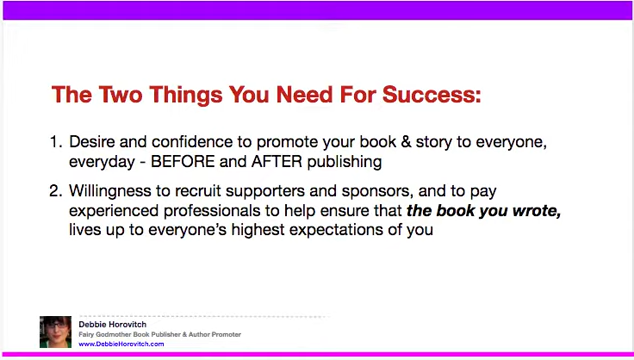 The Two Things You Need For Success:
1. Desire and confidence to promote your book & story to everyone,
everyday - BEFORE and AFTER publishing
2. Willingness to recruit supporters and sponsors, and to pay
experienced professionals to help ensure that the book you wrote,
lives up to everyone's highest expectations of you
Debbie Horovitch
Fairy Godmother Book Publisher & Author Promoter
www.DebbieHorovitch.com